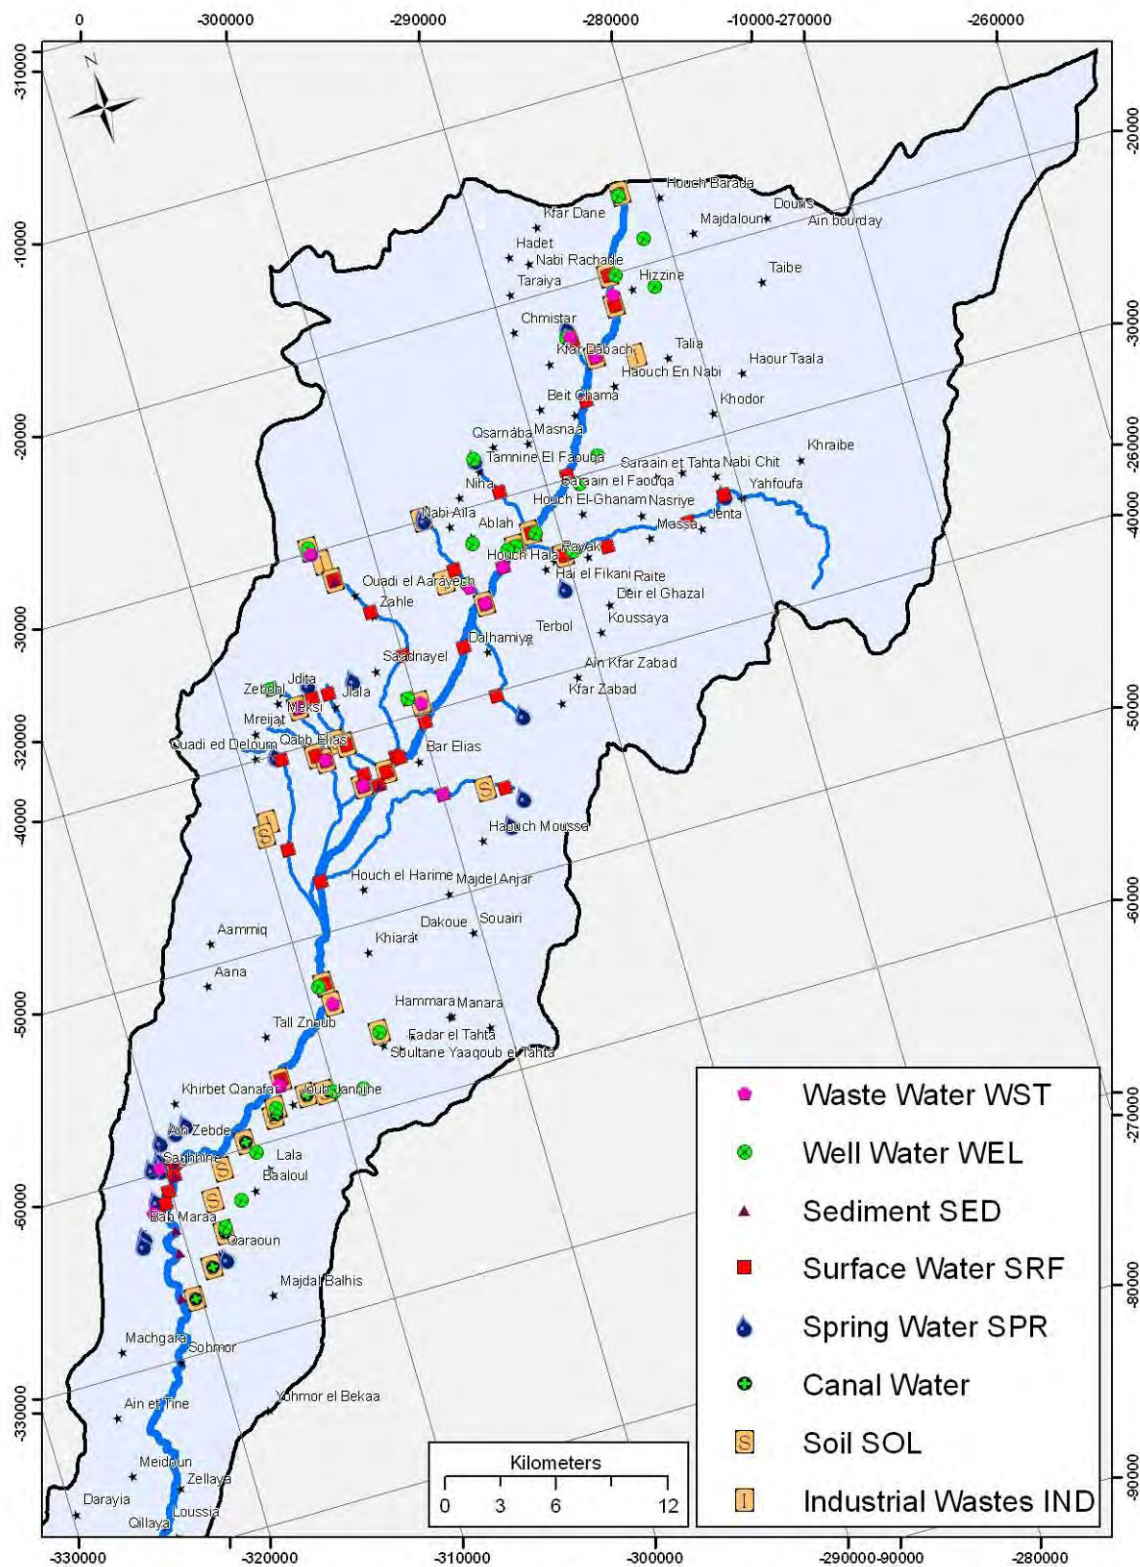 0 -300000 -290000 -280000 -100000 -270000 -260000
-310000
N
-20000
Houch Barada
Douris
Kfar Dane
Majdaloun
Ain bourday
-10000
Hadet
Nabi Rachade
Taibe
Taraiya
Hizzine
Chmistar
-30000
Kfar Dabach
Talia
Haour Taala
Haouch En Nabi
Beit Chama
Khodor
-20000
Qsarnaba
Masnaa
-260000
Khraibe
Tamnine El Faouqa
Saraain et Tahta
Nabi Chit
Niha
Saraain el Faouqa
Yahfoufa
Houch El-Ghanam
Nasriye
-40000
Nabi Aila
Ablah
Massa
Jenta
Houch Hala
Rayak
Hai el Fikani
Raite
Ouadi el Aarayech
Deir el Ghazal
Zahle
Koussaya
-30000
Terbol
Dalhamiye
Saadnayel
Ain Kfar Zabad
Jdita
Zebdol
Jlala
Kfar Zabad
Meksi
-50000
Mreijat
-320000
Qabb Elias
Ouadi ed Deloum
Bar Elias
-40000
Haouch Moussa
Houch el Harime
Majdel Anjar
-60000
Dakoue
Souairi
Aammiq
Khiara
Aana
Hammara
Manara
-50000
Tall Znoub
Fadar el Tahta
Soultane Yaaqoub el Tahta
Khirbet Qanafa
Joub Jannine
-70000
-270000
Ain Zebde
Saghbine
Lala
Baaloul
-60000
Bab Maraa
Qaraoun
Majdal Balhis
-80000
Machgara
Sohmor
Ain et Tine
Yohmor el Bekaa
-330000
Meidoun
Zellaya
-90000
Darayia
Loussia
Qillaya
Waste Water WST
Well Water WEL
Sediment SED
Surface Water SRF
Spring Water SPR
Canal Water
S Soil SOL
I Industrial Wastes IND
Kilometers
0 3 6 12
-330000 -320000 -310000 -300000 -290000 -80000 -280000